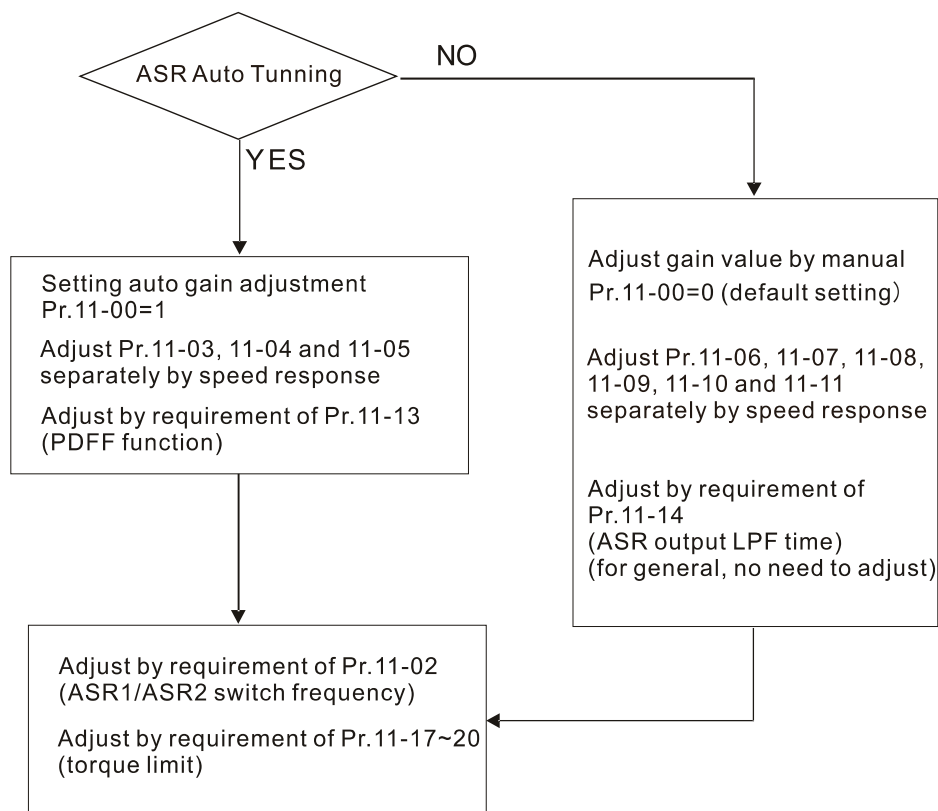 ASR Auto Tunning
NO
YES
Setting auto gain adjustment
Pr.11-00=1
Adjust Pr.11-03, 11-04 and 11-05
separately by speed response
Adjust by requirement of Pr.11-13
(PDFF function)
Adjust gain value by manual
Pr.11-00=0 (default setting）
Adjust Pr.11-06, 11-07, 11-08,
11-09, 11-10 and 11-11
separately by speed response
Adjust by requirement of
Pr.11-14
(ASR output LPF time)
(for general, no need to adjust)
Adjust by requirement of Pr.11-02
(ASR1/ASR2 switch frequency)
Adjust by requirement of Pr.11-17~20
(torque limit)